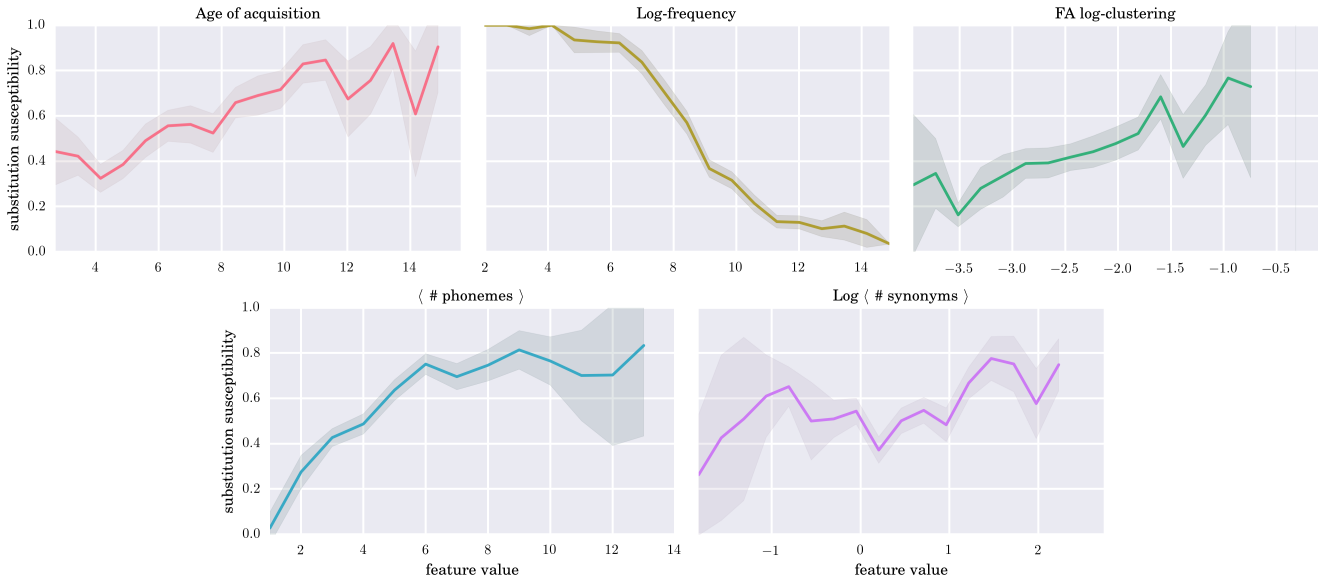 Age of acquisition
Log-frequency
FA log-clustering
substitution susceptibility
1.0
0.8
0.6
0.4
0.2
0.0
4 6 8 10 12 14
2 4 6 8 10 12 14
−3.5 −3.0 −2.5 −2.0 −1.5 −1.0 −0.5
⟨ # phonemes ⟩
Log ⟨ # synonyms ⟩
substitution susceptibility
1.0
0.8
0.6
0.4
0.2
0.0
2 4 6 8 10 12 14
−1 0 1 2
feature value
feature value